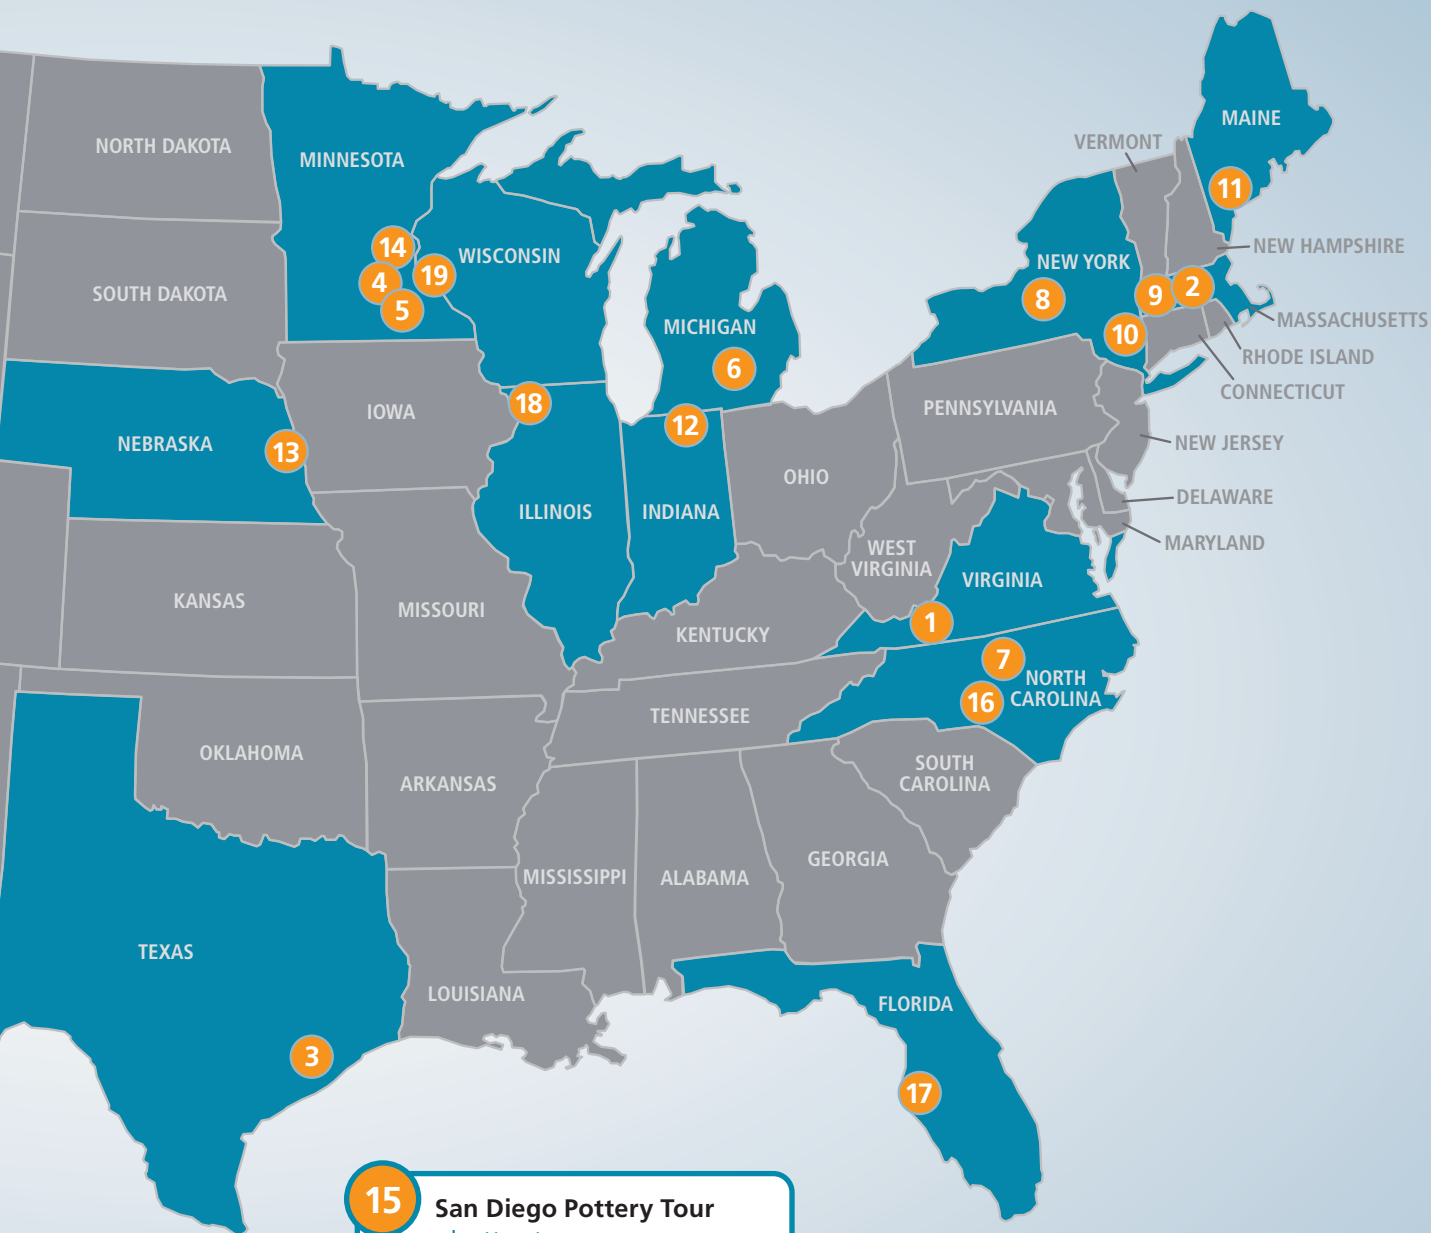 MAINE
VERMONT
NORTH DAKOTA
MINNESOTA
11
14
NEW HAMPSHIRE
WISCONSIN
NEW YORK
19
4
SOUTH DAKOTA
5
8
9
2
MASSACHUSETTS
MICHIGAN
10
RHODE ISLAND
6
CONNECTICUT
18
IOWA
PENNSYLVANIA
12
NEBRASKA
13
NEW JERSEY
OHIO
DELAWARE
ILLINOIS
INDIANA
MARYLAND
WEST
VIRGINIA
VIRGINIA
KANSAS
MISSOURI
1
KENTUCKY
7
NORTH
CAROLINA
16
TENNESSEE
OKLAHOMA
ARKANSAS
SOUTH
CAROLINA
GEORGIA
MISSISSIPPI
ALABAMA
TEXAS
LOUISIANA
FLORIDA
3
17
15
San Diego Pottery Tour